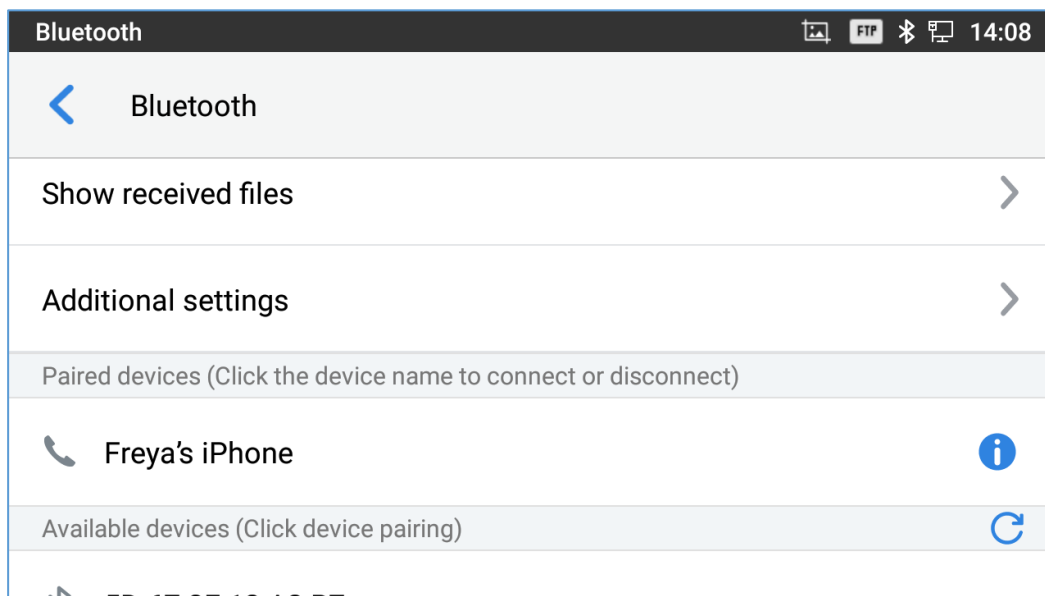 Bluetooth FTP 14:08
Bluetooth
Show received files
Additional settings
Paired devices (Click the device name to connect or disconnect)
Freya's iPhone
Available devices (Click device pairing)